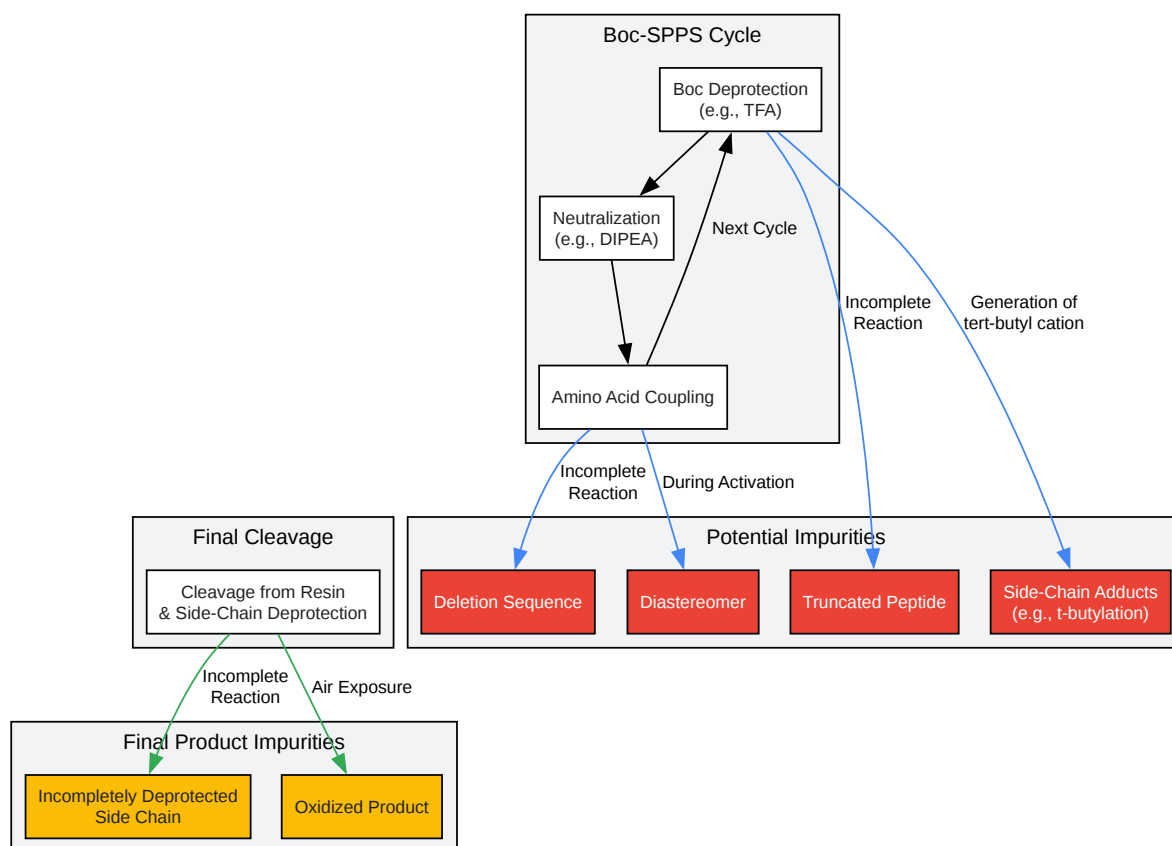 Boc-SPPS Cycle
Boc Deprotection
(e.g., TFA)
Neutralization
(e.g., DIPEA)
Next Cycle
Amino Acid Coupling
Incomplete
Reaction
Generation of
tert-butyl cation
Incomplete
Reaction
During Activation
Final Cleavage
Cleavage from Resin
& Side-Chain Deprotection
Potential Impurities
Deletion Sequence
Diastereomer
Truncated Peptide
Side-Chain Adducts
(e.g., t-butylation)
Incomplete
Reaction
Air Exposure
Final Product Impurities
Incompletely Deprotected
Side Chain
Oxidized Product